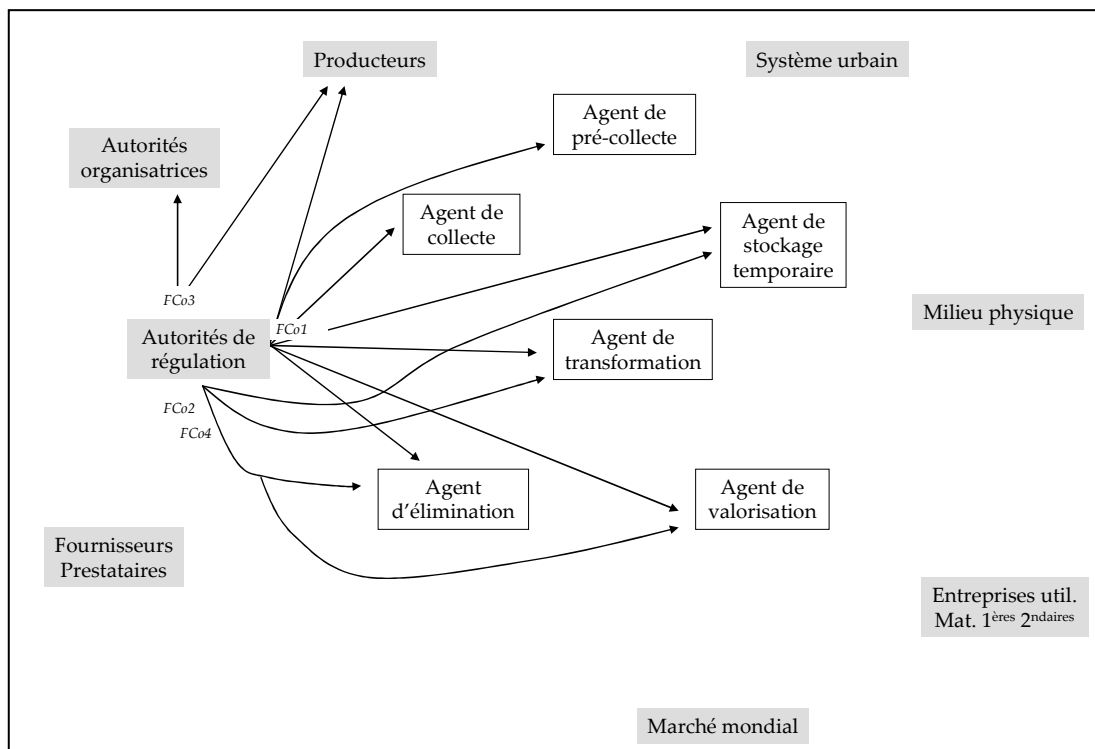 Producteurs
Système urbain
Agent de
pré-collecte
Autorités
organisatrices
Agent de
collecte
Agent de
stockage
temporaire
FCo3
FCo1
Milieu physique
Autorités de
régulation
Agent de
transformation
FCo2
FCo4
Agent
d'élimination
Agent de
valorisation
Fournisseurs
Prestataires
Entreprises util.
Mat. 1ères 2ndaires
Marché mondial